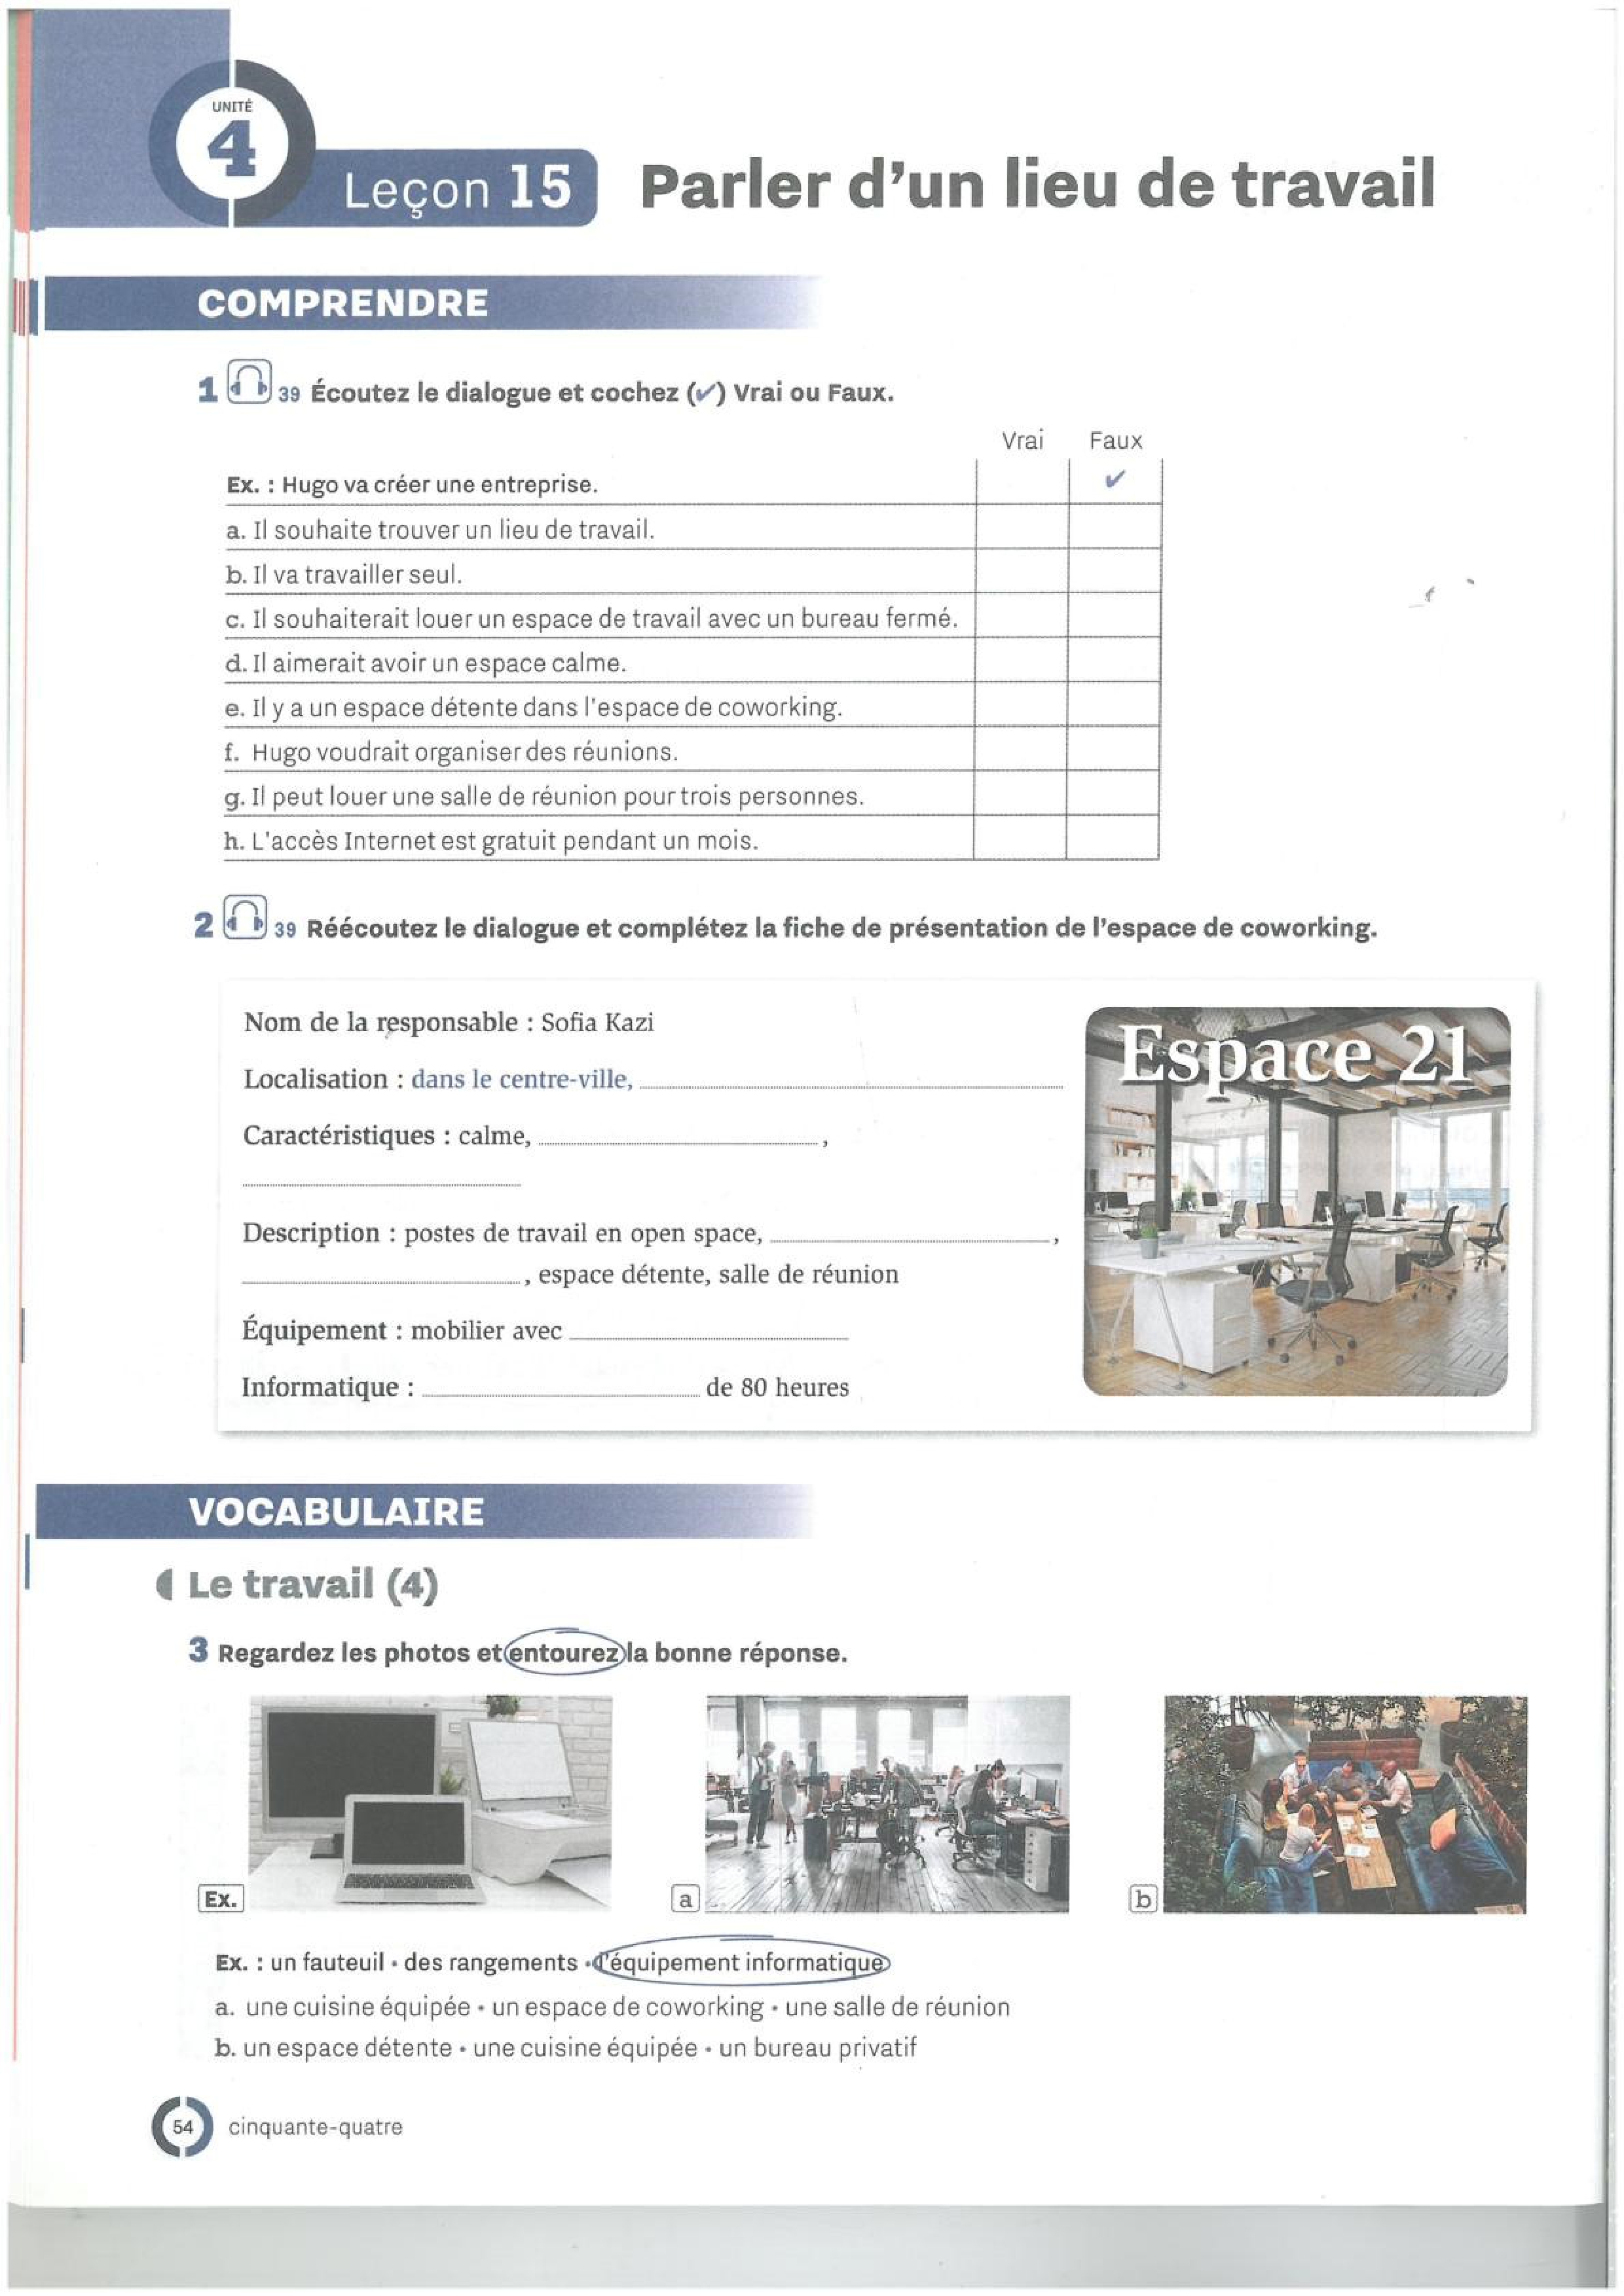 UNITÉ
4
Leçon 15
Parler d'un lieu de travail
COMPRENDRE
1 39 Écoutez le dialogue et cochez (✔) Vrai ou Faux.
Vrai Faux
Ex. : Hugo va créer une entreprise. ✔
a. Il souhaite trouver un lieu de travail.
b. Il va travailler seul.
c. Il souhaiterait louer un espace de travail avec un bureau fermé.
d. Il aimerait avoir un espace calme.
e. Il y a un espace détente dans l'espace de coworking.
f. Hugo voudrait organiser des réunions.
g. Il peut louer une salle de réunion pour trois personnes.
h. L'accès Internet est gratuit pendant un mois.
2 39 Réécoutez le dialogue et complétez la fiche de présentation de l'espace de coworking.
Nom de la responsable : Sofia Kazi
Localisation : dans le centre-ville,
Caractéristiques : calme, ,
Description : postes de travail en open space, ,
, espace détente, salle de réunion
Équipement : mobilier avec
Informatique : de 80 heures
Espace 21
VOCABULAIRE
Le travail (4)
3 Regardez les photos et entourez la bonne réponse.
Ex.
a
b
Ex. : un fauteuil • des rangements • l'équipement informatique
a. une cuisine équipée • un espace de coworking • une salle de réunion
b. un espace détente • une cuisine équipée • un bureau privatif
54 cinquante-quatre